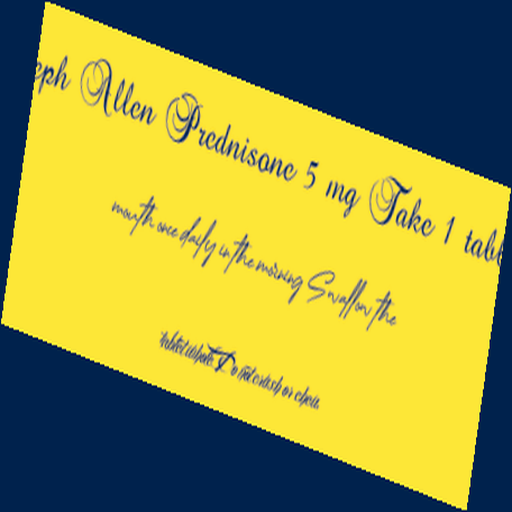 eph Allen Prednisone 5 mg Take 1 tab
mouth once daily in the morning Swallow the
tablet whole. Do not crush or chew.